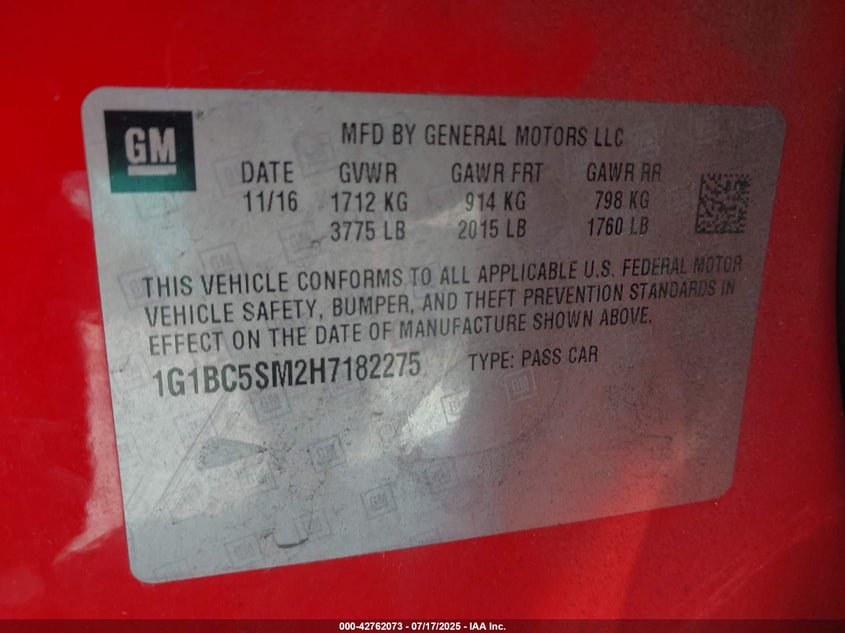 GM
MFD BY GENERAL MOTORS LLC
DATE GVWR GAWR FRT GAWR RR
11/16 1712 KG 914 KG 798 KG
3775 LB 2015 LB 1760 LB
THIS VEHICLE CONFORMS TO ALL APPLICABLE U.S. FEDERAL MOTOR
VEHICLE SAFETY, BUMPER, AND THEFT PREVENTION STANDARDS IN
EFFECT ON THE DATE OF MANUFACTURE SHOWN ABOVE.
1G1BC5SM2H7182275 TYPE: PASS CAR
000-42762073 - 07/17/2025 - IAA Inc.